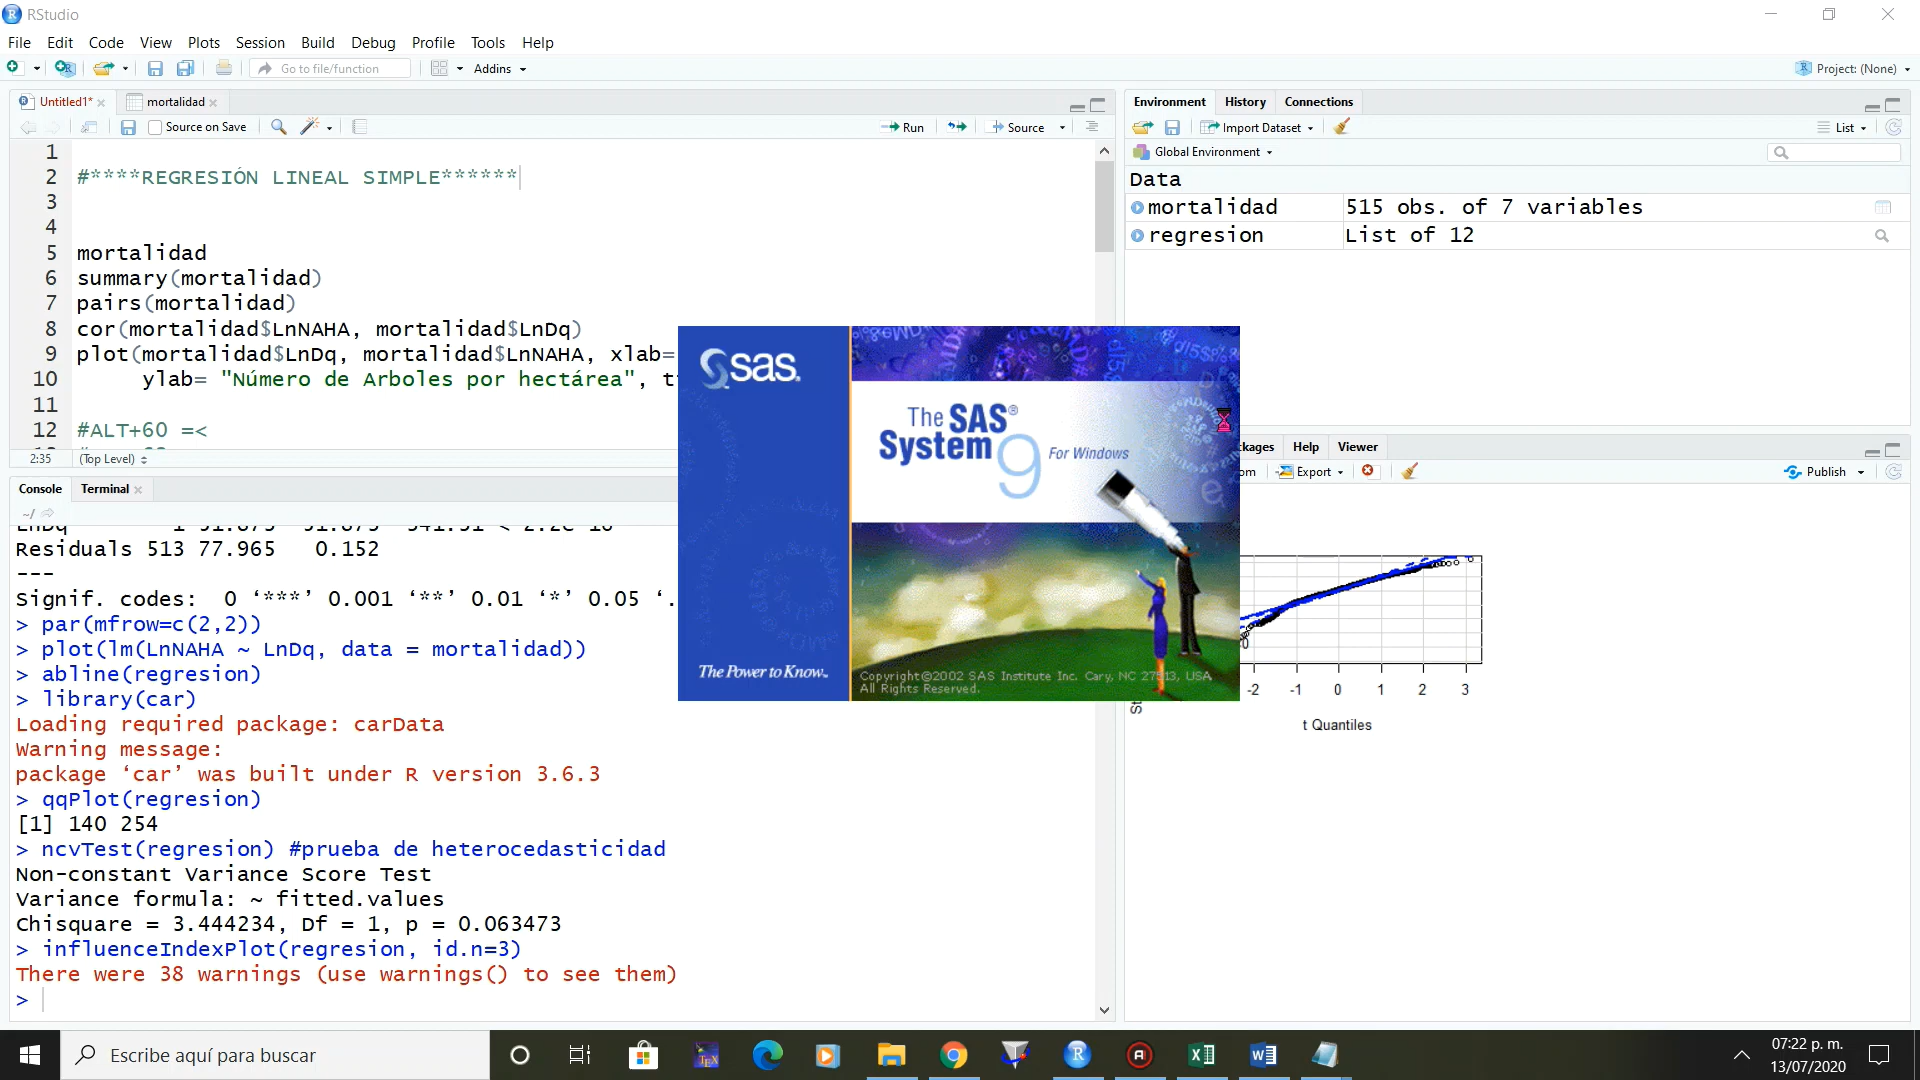 RStudio
File Edit Code View Plots Session Build Debug Profile Tools Help
Go to file/function Addins Project: (None)
Untitled1* mortalidad
Source on Save Run Source
1
2 #****REGRESIÓN LINEAL SIMPLE******
3
4
5 mortalidad
6 summary(mortalidad)
7 pairs(mortalidad)
8 cor(mortalidad$LnNAHA, mortalidad$LnDq)
9 plot(mortalidad$LnDq, mortalidad$LnNAHA, xlab=
10 ylab= "Número de Arboles por hectárea",
11
12 #ALT+60 =<
2:35 (Top Level)
Console Terminal
~/
Residuals 513 77.965 0.152
---
Signif. codes: 0 ‘***’ 0.001 ‘**’ 0.01 ‘*’ 0.05 ‘.
> par(mfrow=c(2,2))
> plot(lm(LnNAHA ~ LnDq, data = mortalidad))
> abline(regresion)
> library(car)
Loading required package: carData
Warning message:
package ‘car’ was built under R version 3.6.3
> qqPlot(regresion)
[1] 140 254
> ncvTest(regresion) #prueba de heterocedasticidad
Non-constant Variance Score Test
Variance formula: ~ fitted.values
Chisquare = 3.444234, Df = 1, p = 0.063473
> influenceIndexPlot(regresion, id.n=3)
There were 38 warnings (use warnings() to see them)
>
sas.
The SAS®
System 9 For Windows
The Power to Know™
Copyright©2002 SAS Institute Inc. Cary, NC 27513, USA
All Rights Reserved.
Environment History Connections
Import Dataset List
Global Environment
Data
mortalidad 515 obs. of 7 variables
regresion List of 12
Help Viewer
Export Publish
-2 -1 0 1 2 3
t Quantiles
Escribe aquí para buscar
07:22 p. m.
13/07/2020